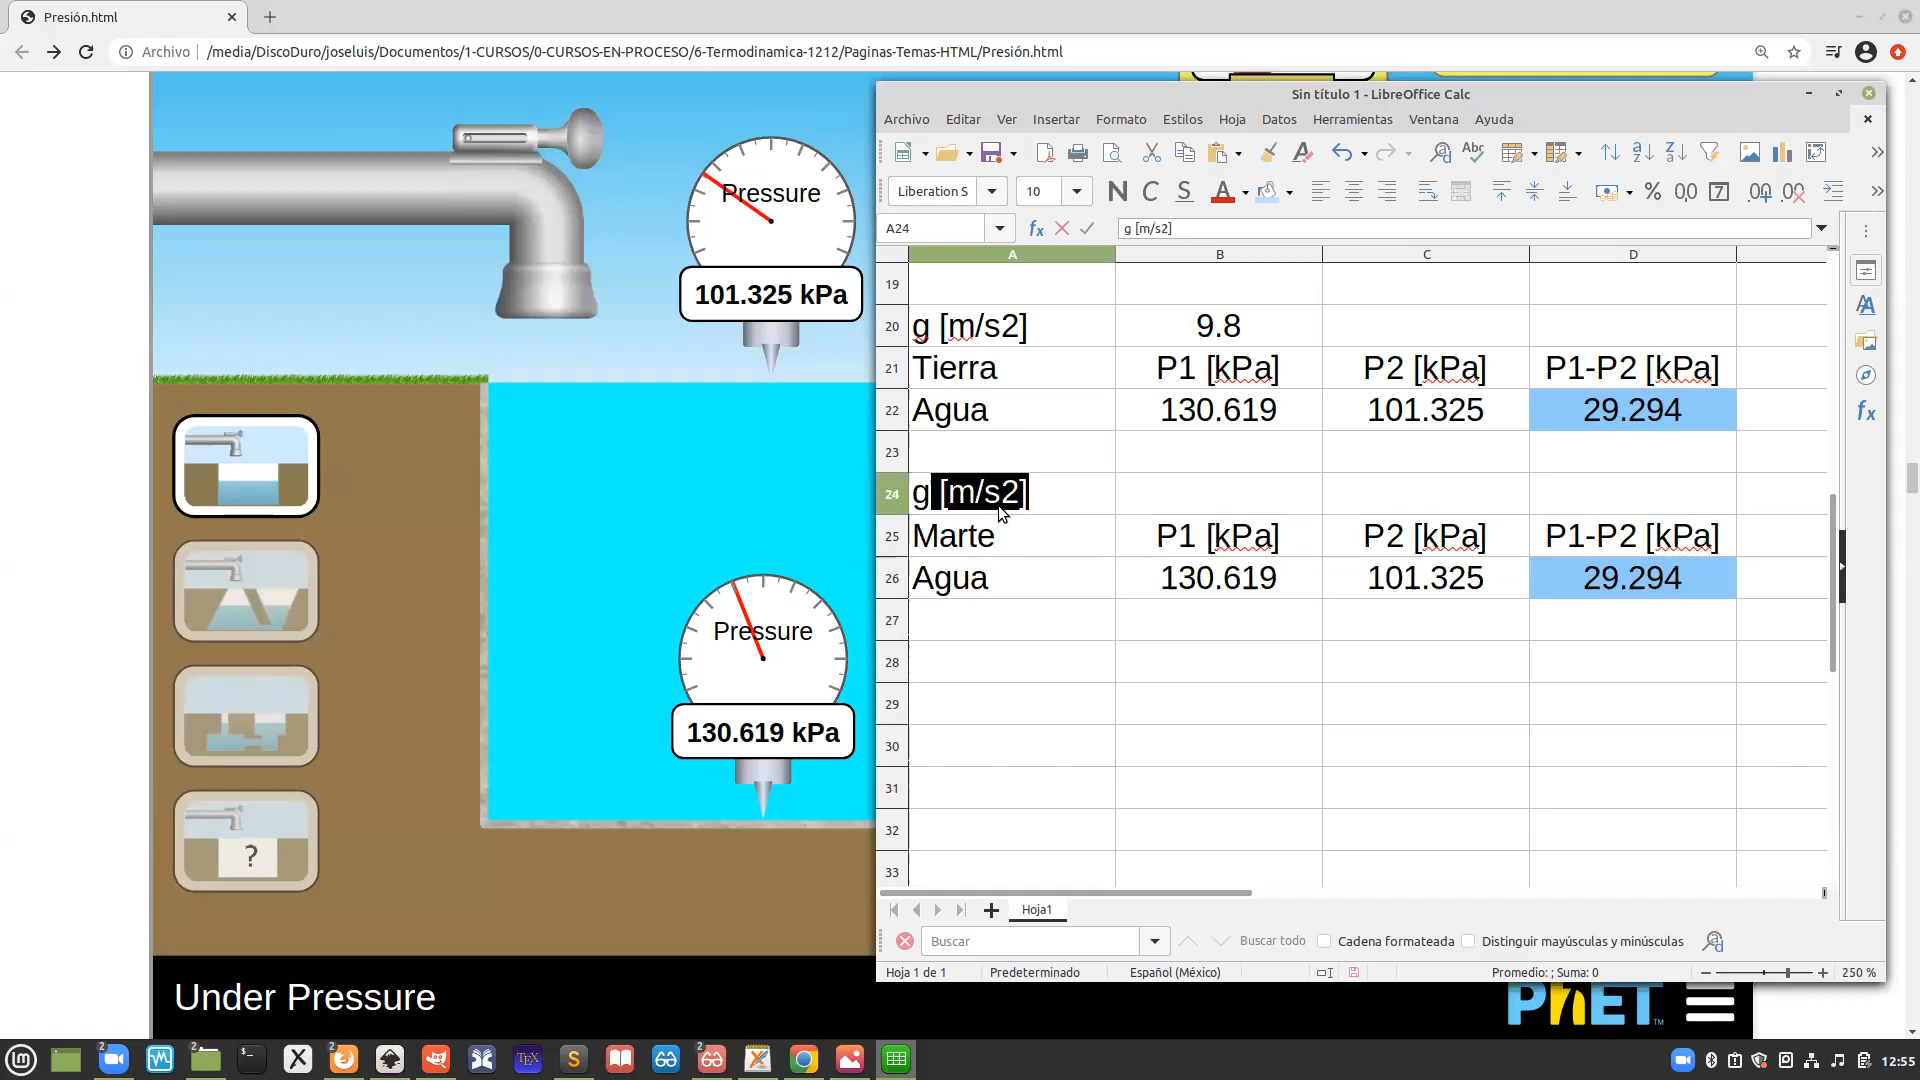 Presión.html
Archivo /media/DiscoDuro/joseluis/Documentos/1-CURSOS/0-CURSOS-EN-PROCESO/6-Termodinamica-1212/Paginas-Temas-HTML/Presión.html
Pressure
101.325 kPa
Pressure
130.619 kPa
?
Under Pressure
PhET
Sin título 1 - LibreOffice Calc
Archivo Editar Ver Insertar Formato Estilos Hoja Datos Herramientas Ventana Ayuda
Liberation S 10
A24 g [m/s2]
A B C D
19
20 g [m/s2] 9.8
21 Tierra P1 [kPa] P2 [kPa] P1-P2 [kPa]
22 Agua 130.619 101.325 29.294
23
24 g [m/s2]
25 Marte P1 [kPa] P2 [kPa] P1-P2 [kPa]
26 Agua 130.619 101.325 29.294
27
28
29
30
31
32
33
Hoja1
Buscar Buscar todo Cadena formateada Distinguir mayúsculas y minúsculas
Hoja 1 de 1 Predeterminado Español (México) Promedio: ; Suma: 0 250 %
12:55